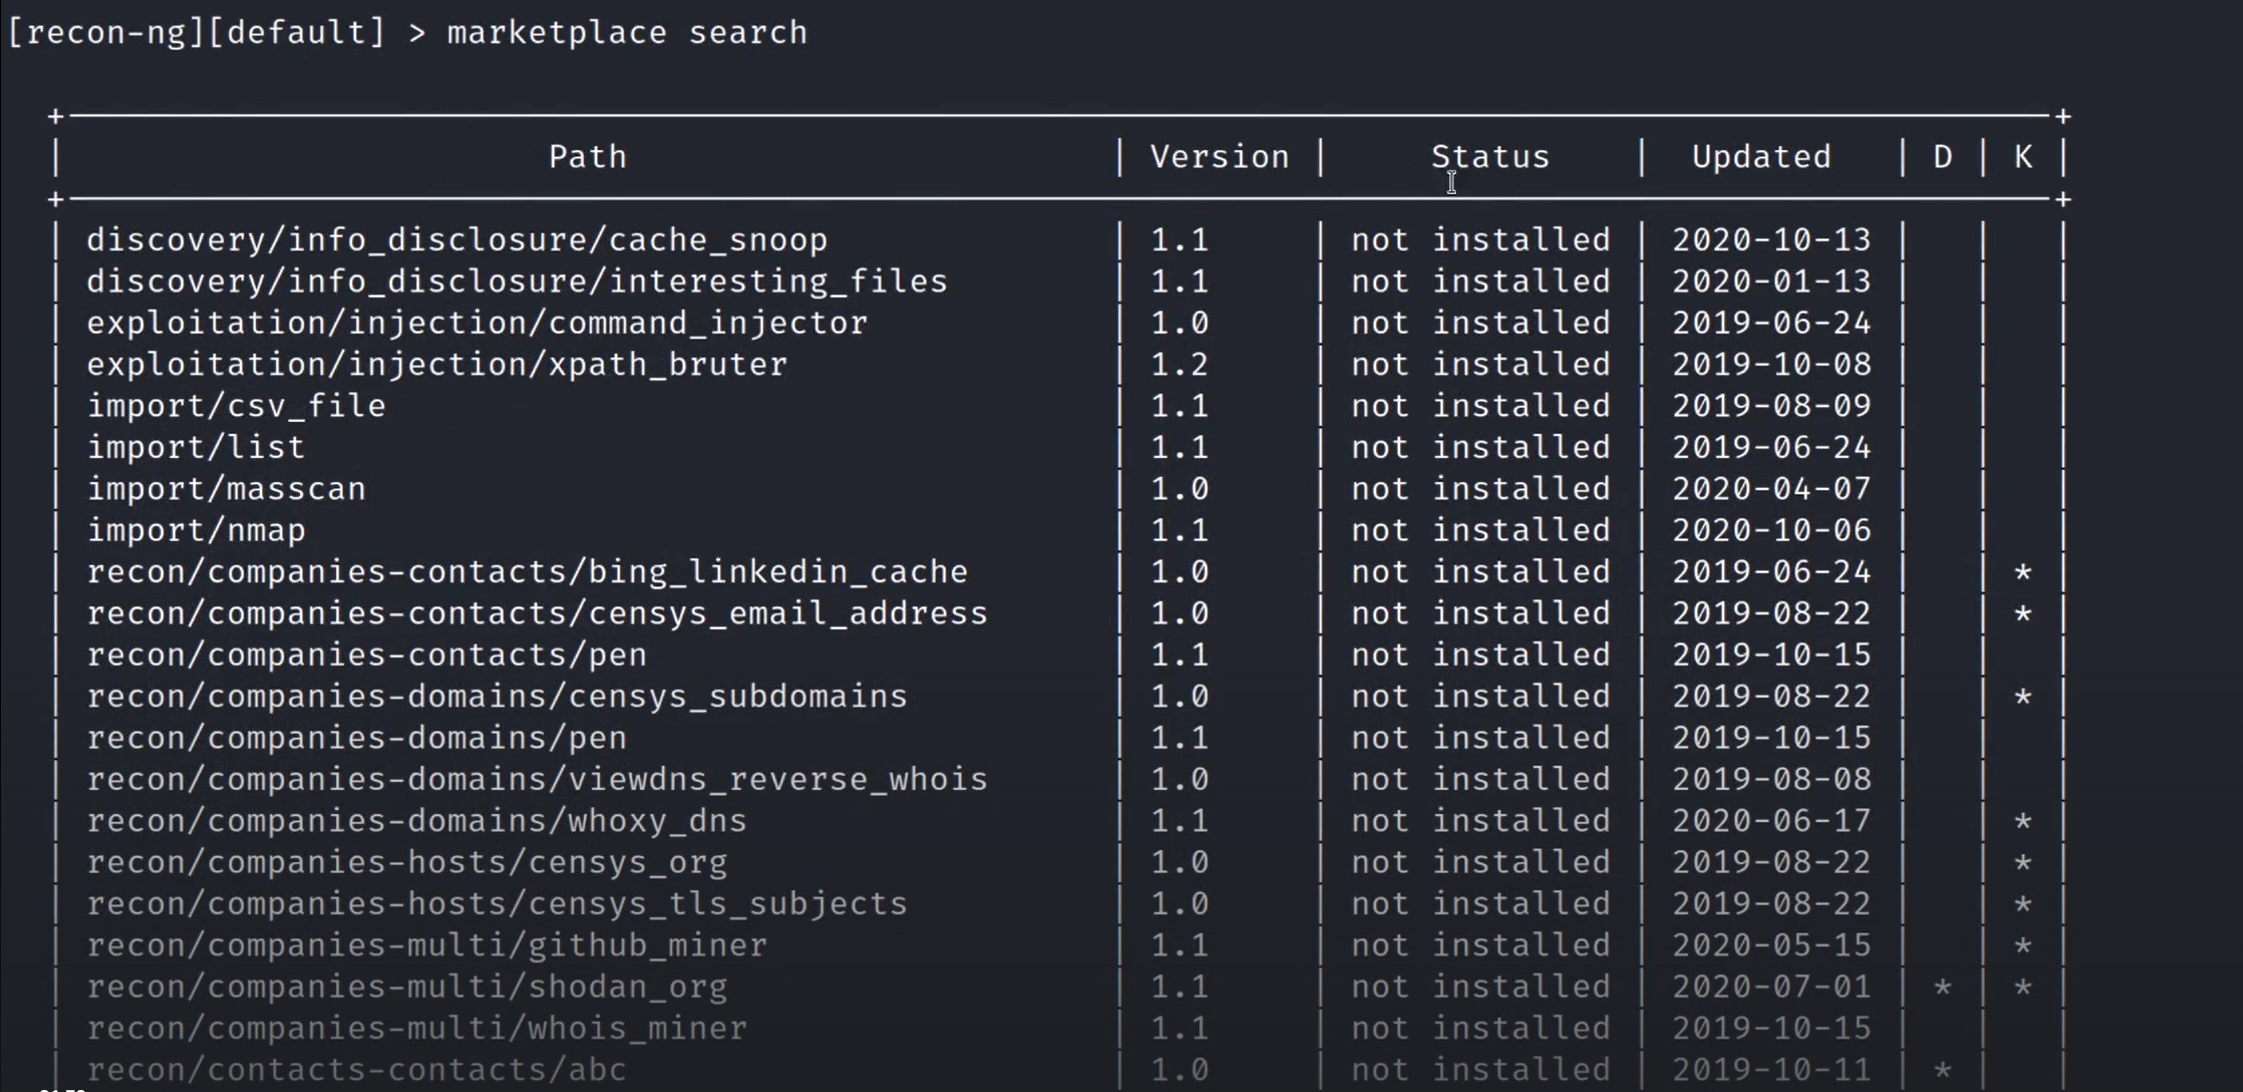 [recon-ng][default] > marketplace search
| Path | Version | Status | Updated | D | K |
| discovery/info_disclosure/cache_snoop | 1.1 | not installed | 2020-10-13 | | |
| discovery/info_disclosure/interesting_files | 1.1 | not installed | 2020-01-13 | | |
| exploitation/injection/command_injector | 1.0 | not installed | 2019-06-24 | | |
| exploitation/injection/xpath_bruter | 1.2 | not installed | 2019-10-08 | | |
| import/csv_file | 1.1 | not installed | 2019-08-09 | | |
| import/list | 1.1 | not installed | 2019-06-24 | | |
| import/masscan | 1.0 | not installed | 2020-04-07 | | |
| import/nmap | 1.1 | not installed | 2020-10-06 | | |
| recon/companies-contacts/bing_linkedin_cache | 1.0 | not installed | 2019-06-24 | | * |
| recon/companies-contacts/censys_email_address | 1.0 | not installed | 2019-08-22 | | * |
| recon/companies-contacts/pen | 1.1 | not installed | 2019-10-15 | | |
| recon/companies-domains/censys_subdomains | 1.0 | not installed | 2019-08-22 | | * |
| recon/companies-domains/pen | 1.1 | not installed | 2019-10-15 | | |
| recon/companies-domains/viewdns_reverse_whois | 1.0 | not installed | 2019-08-08 | | |
| recon/companies-domains/whoxy_dns | 1.1 | not installed | 2020-06-17 | | * |
| recon/companies-hosts/censys_org | 1.0 | not installed | 2019-08-22 | | * |
| recon/companies-hosts/censys_tls_subjects | 1.0 | not installed | 2019-08-22 | | * |
| recon/companies-multi/github_miner | 1.1 | not installed | 2020-05-15 | | * |
| recon/companies-multi/shodan_org | 1.1 | not installed | 2020-07-01 | * | * |
| recon/companies-multi/whois_miner | 1.1 | not installed | 2019-10-15 | | |
| recon/contacts-contacts/abc | 1.0 | not installed | 2019-10-11 | * | |